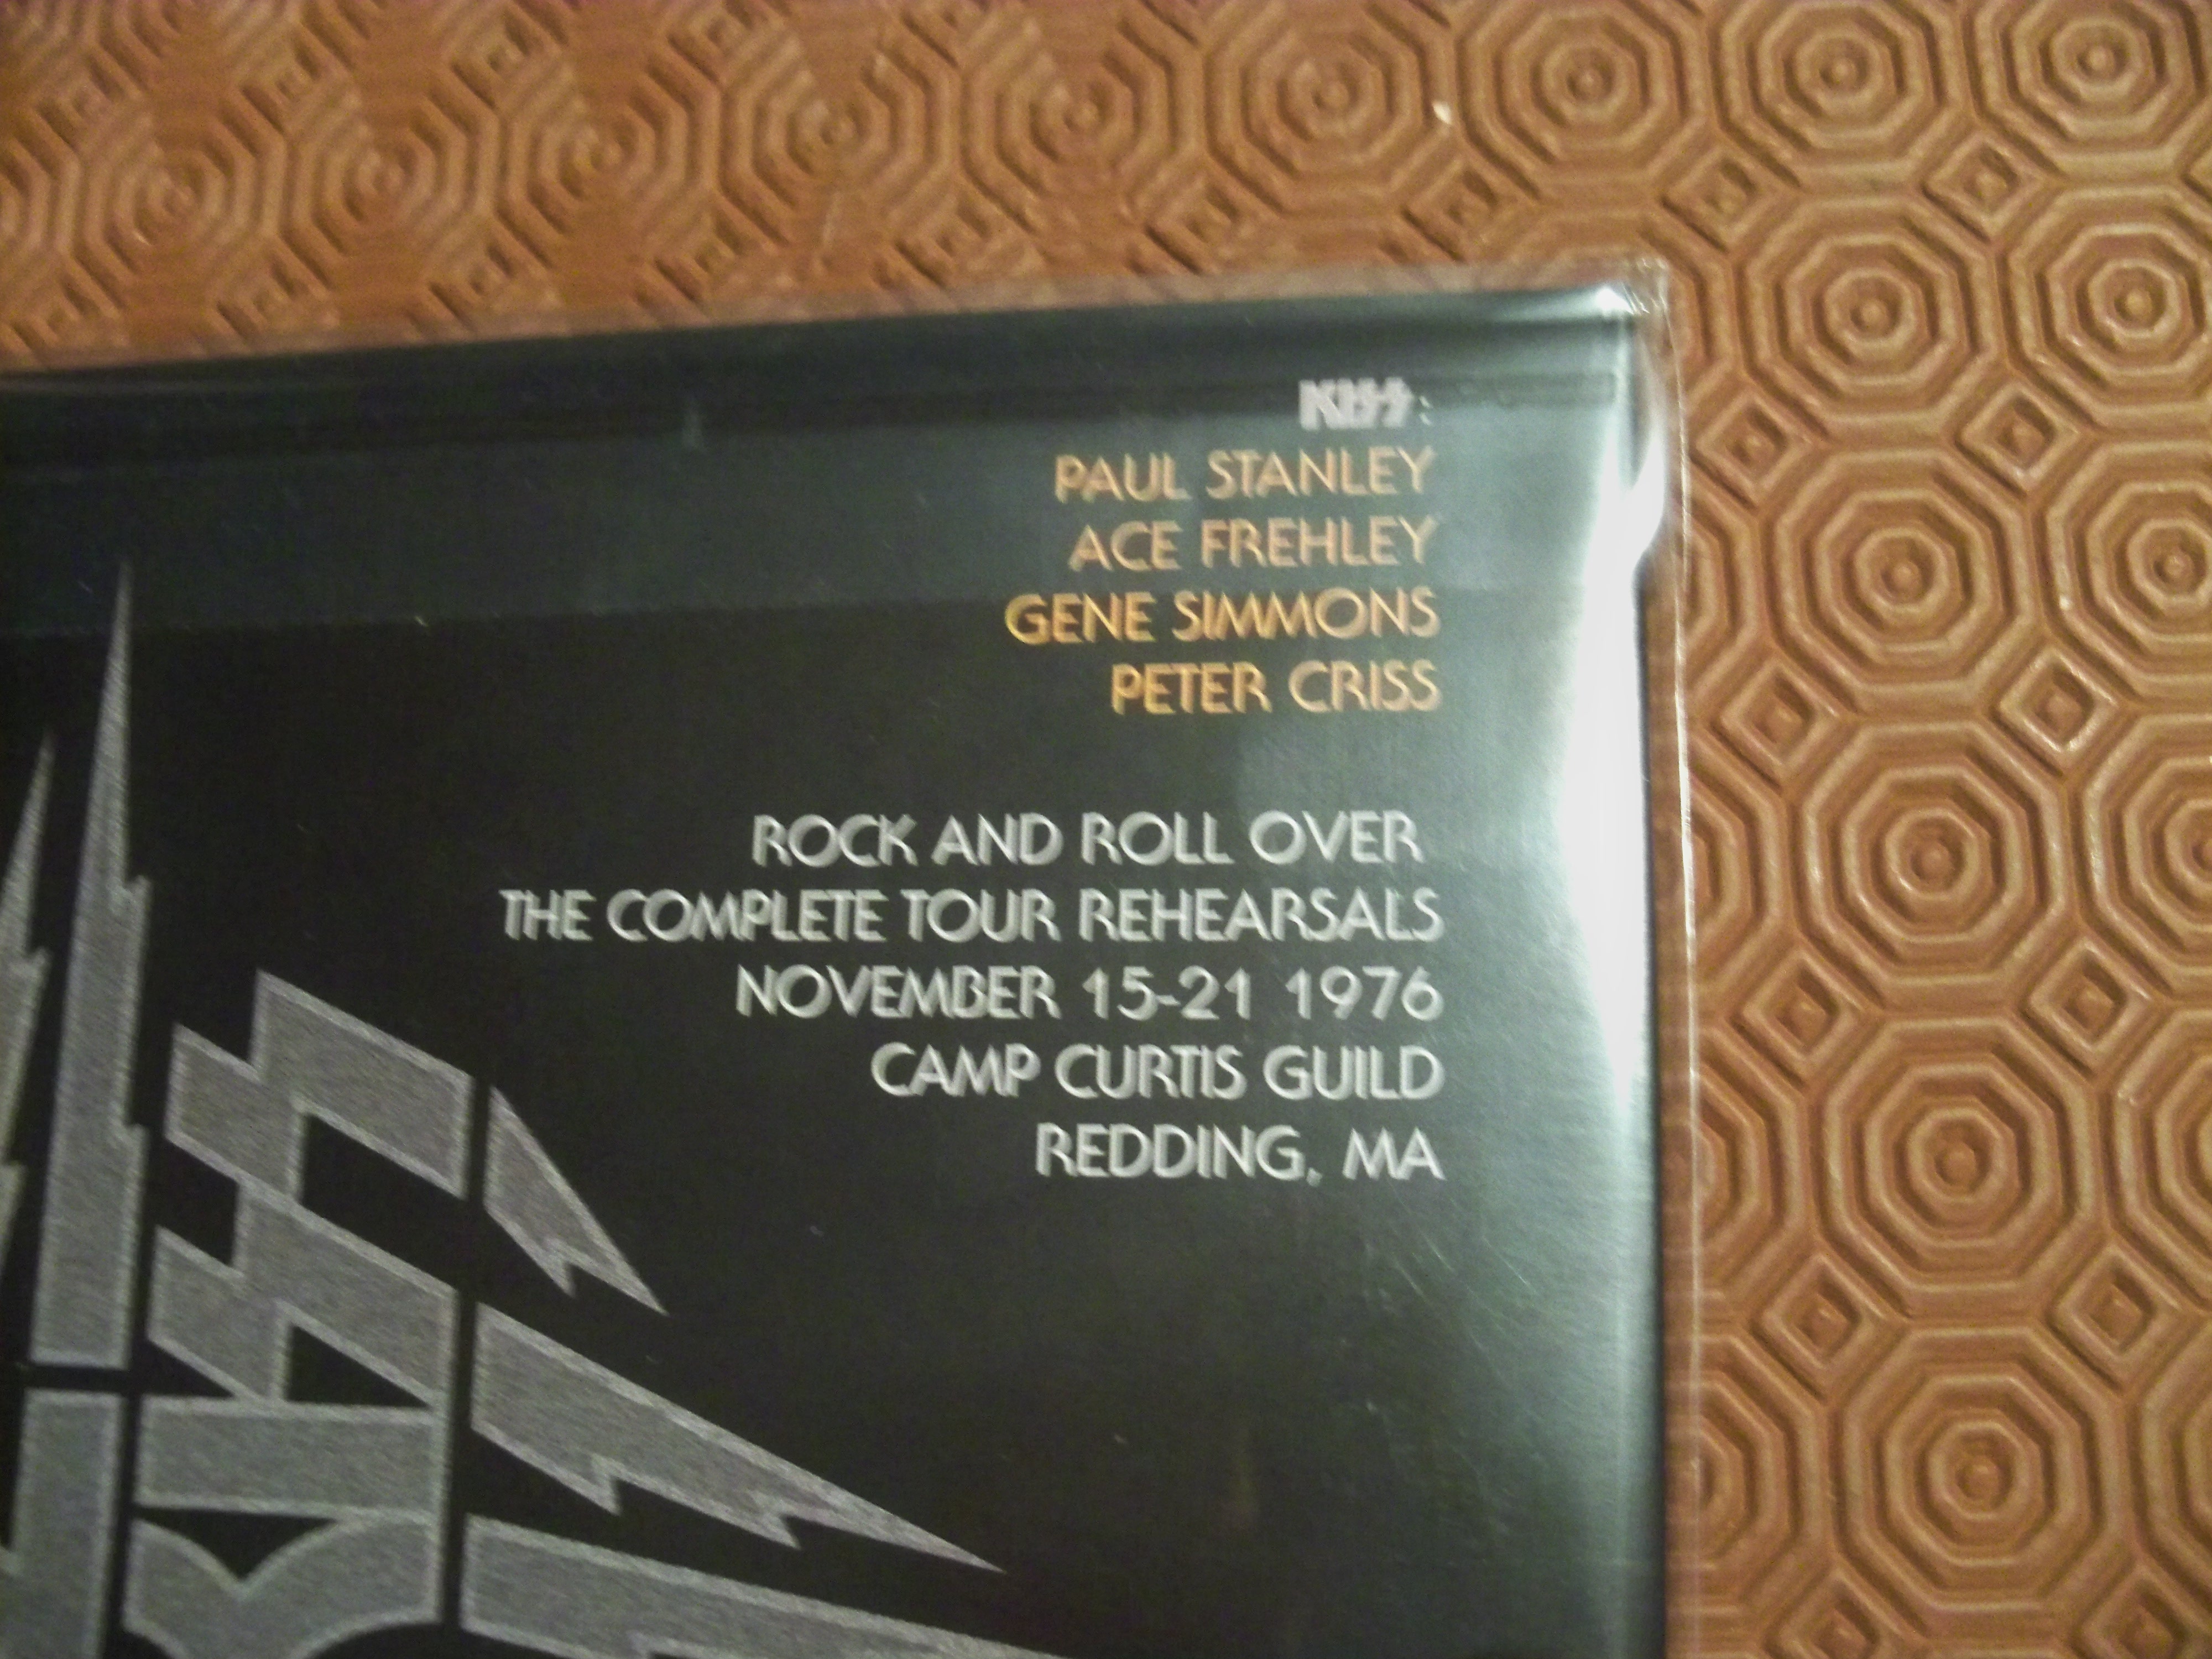 KISS:
PAUL STANLEY
ACE FREHLEY
GENE SIMMONS
PETER CRISS
ROCK AND ROLL OVER
THE COMPLETE TOUR REHEARSALS
NOVEMBER 15-21 1976
CAMP CURTIS GUILD
REDDING, MA